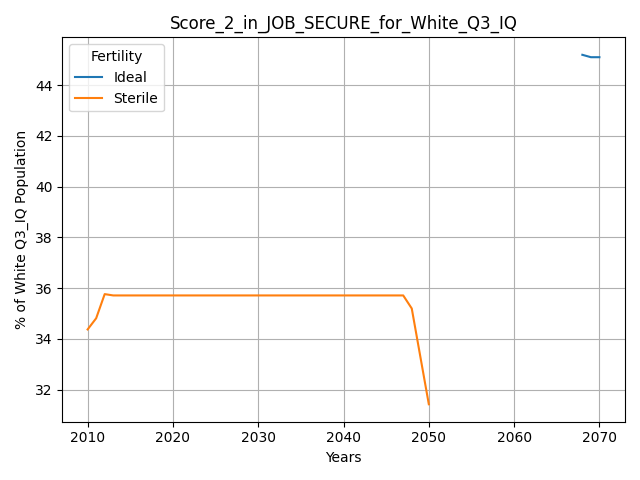 Score_2_in_JOB_SECURE_for_White_Q3_IQ
Fertility
Ideal
Sterile
% of White Q3_IQ Population
44
42
40
38
36
34
32
2010 2020 2030 2040 2050 2060 2070
Years